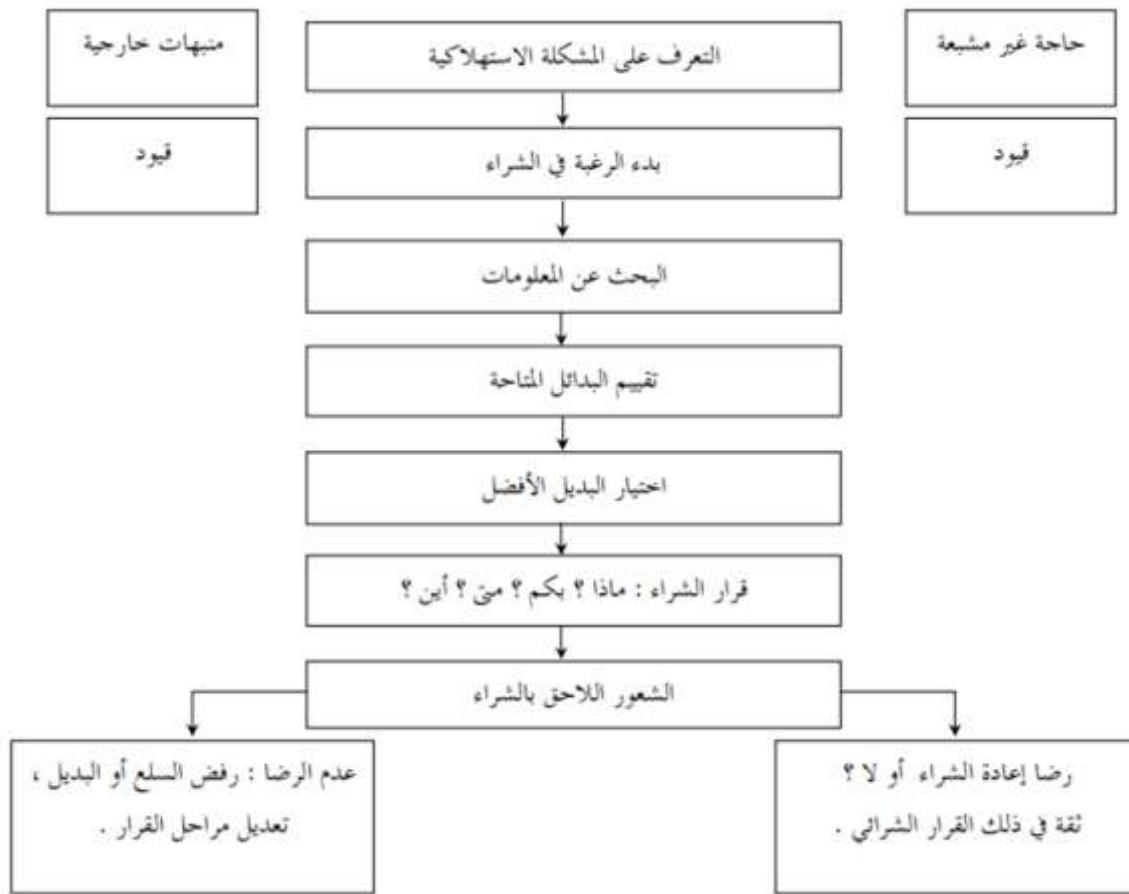 حاجة غير مشبعة
التعرف على المشكلة الاستهلاكية
منبهات خارجية
قيود
بدء الرغبة في الشراء
قيود
البحث عن المعلومات
تقييم البدائل المتاحة
اختيار البديل الأفضل
قرار الشراء : ماذا ؟ بكم ؟ متى ؟ أين ؟
الشعور اللاحق بالشراء
رضا إعادة الشراء أو لا ؟
ثقة في ذلك القرار الشرائي .
عدم الرضا : رفض السلع أو البديل ،
تعديل مراحل القرار .